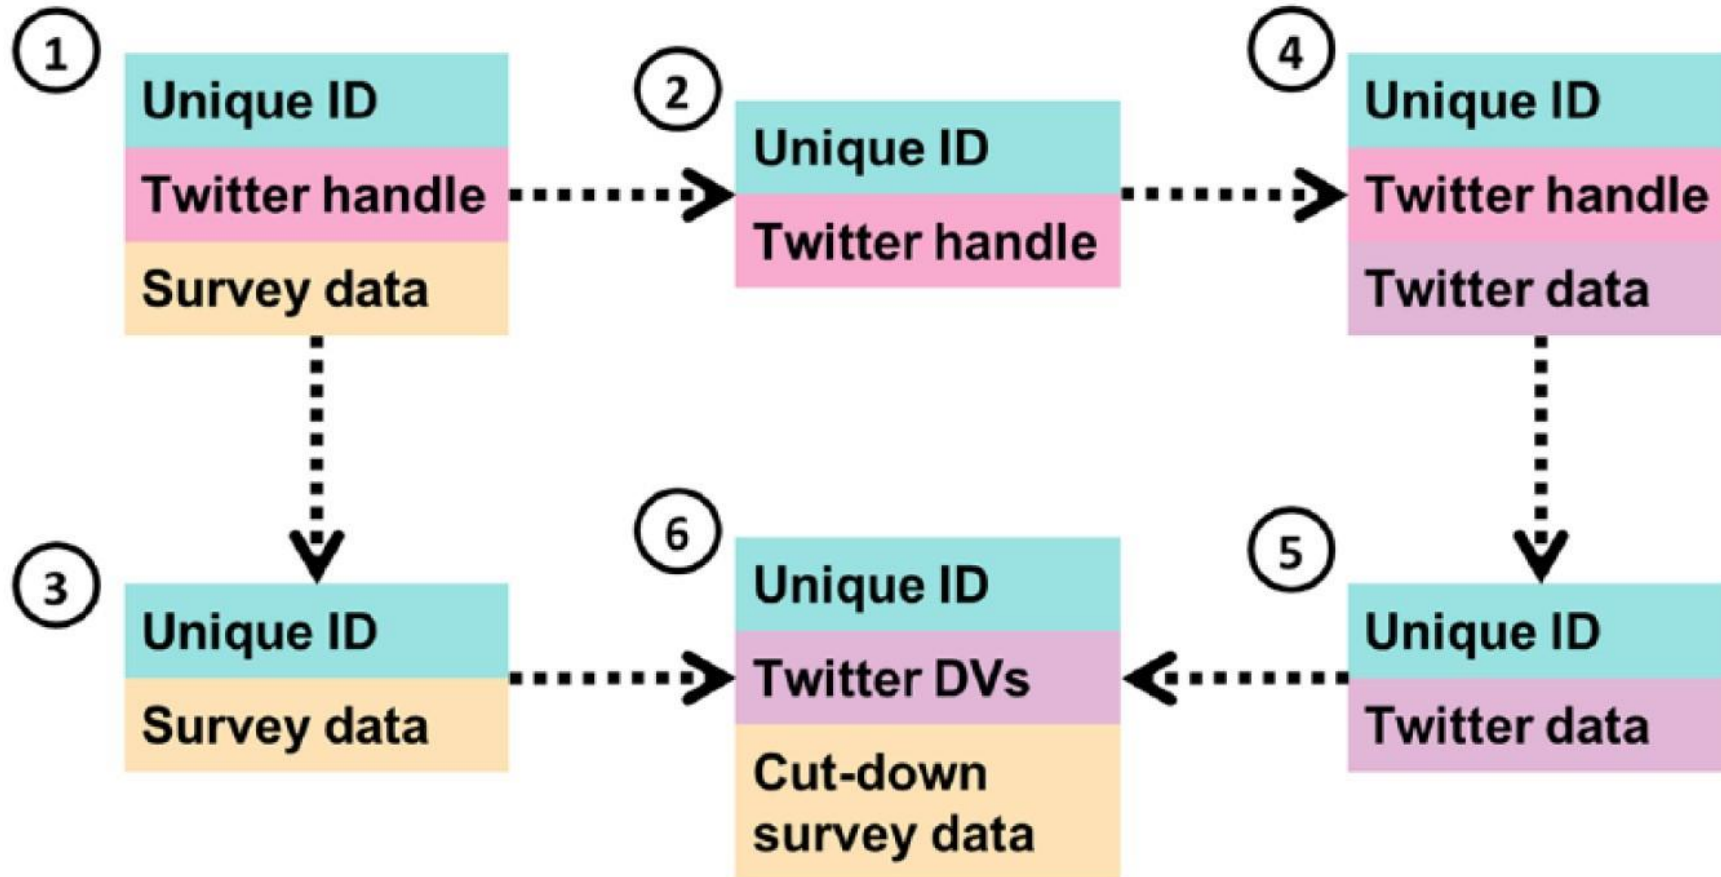 1
Unique ID
Twitter handle
Survey data
2
Unique ID
Twitter handle
4
Unique ID
Twitter handle
Twitter data
3
Unique ID
Survey data
6
Unique ID
Twitter DVs
Cut-down
survey data
5
Unique ID
Twitter data